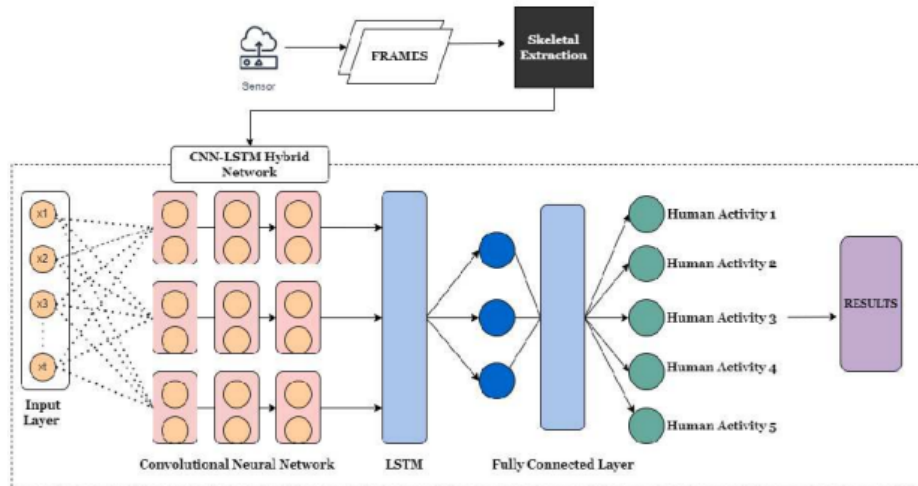 Sensor
FRAMES
Skeletal
Extraction
CNN-LSTM Hybrid
Network
x1
x2
x3
xt
Input
Layer
Convolutional Neural Network
LSTM
Fully Connected Layer
Human Activity 1
Human Activity 2
Human Activity 3
Human Activity 4
Human Activity 5
RESULTS